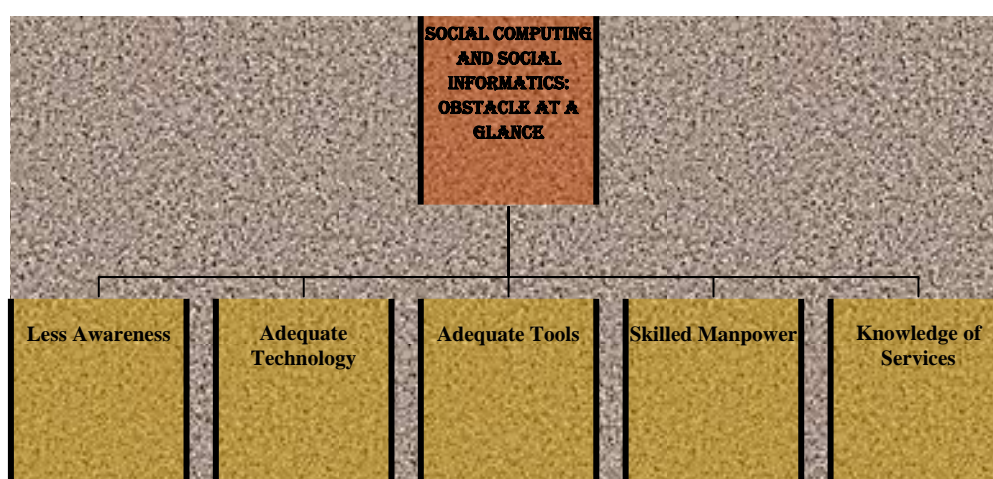 SOCIAL COMPUTING
AND SOCIAL
INFORMATICS:
OBSTACLE AT A
GLANCE
Less Awareness
Adequate
Technology
Adequate Tools
Skilled Manpower
Knowledge of
Services